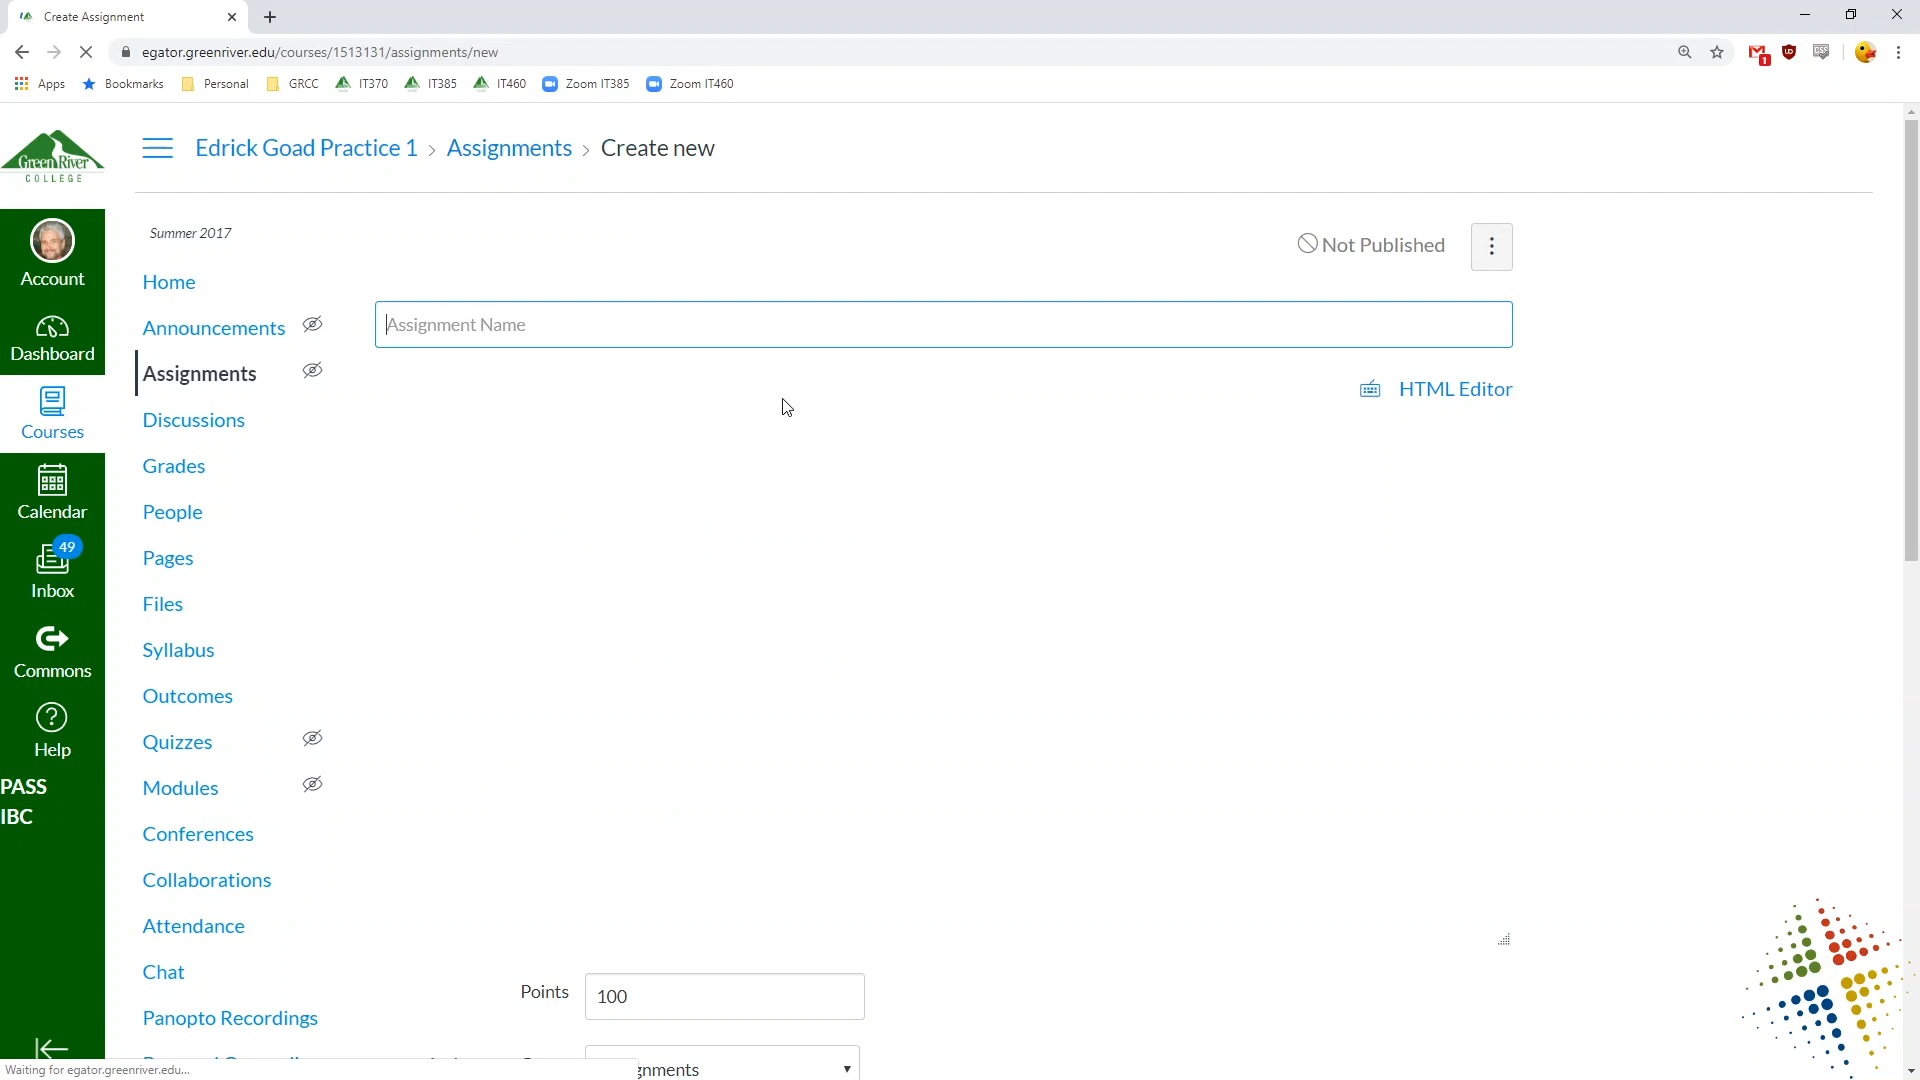 Create Assignment
egator.greenriver.edu/courses/1513131/assignments/new
1
Apps
Bookmarks
Personal
GRCC
IT370
IT385
IT460
Zoom IT385
Zoom IT460
Green River
COLLEGE
Edrick Goad Practice 1 > Assignments > Create new
Account
Dashboard
Courses
Calendar
49
Inbox
Commons
Help
PASS
IBC
Summer 2017
Home
Announcements
Assignments
Discussions
Grades
People
Pages
Files
Syllabus
Outcomes
Quizzes
Modules
Conferences
Collaborations
Attendance
Chat
Panopto Recordings
Not Published
Assignment Name
HTML Editor
Points
100
gnments
Waiting for egator.greenriver.edu...